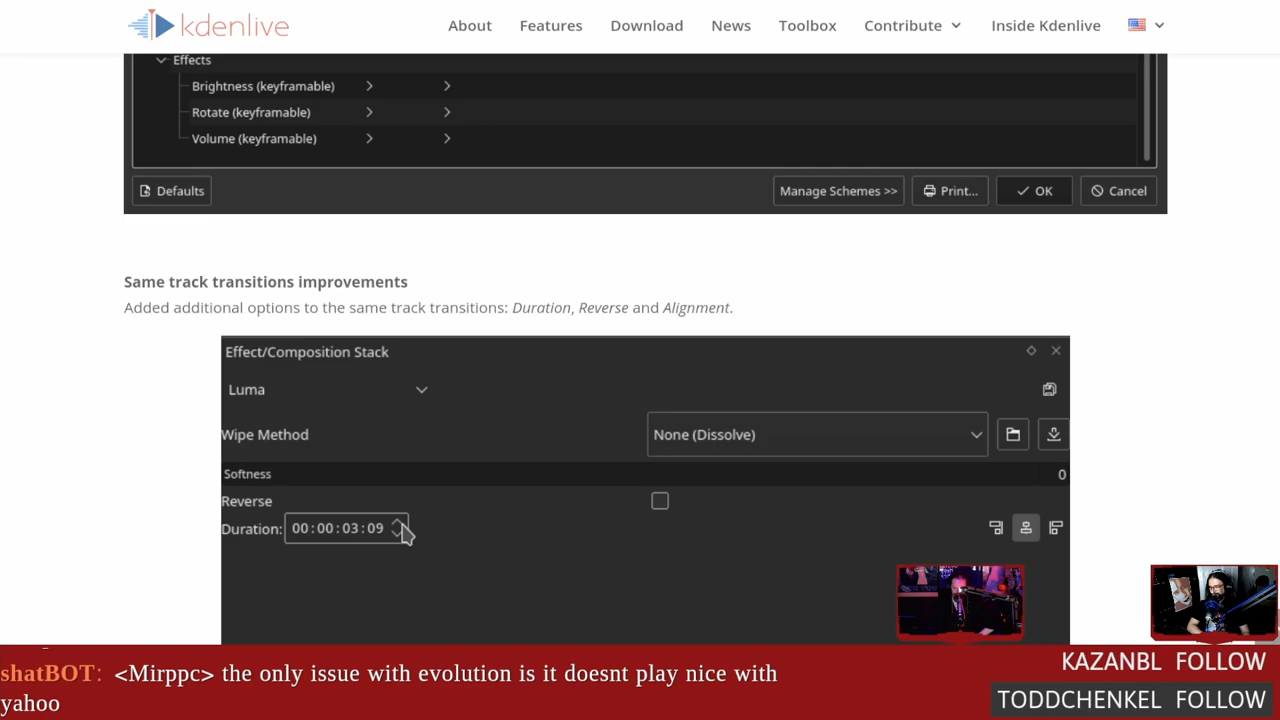 kdenlive About Features Download News Toolbox Contribute Inside Kdenlive
Effects
Brightness (keyframable)
Rotate (keyframable)
Volume (keyframable)
Defaults Manage Schemes >> Print... OK Cancel
Same track transitions improvements
Added additional options to the same track transitions: Duration, Reverse and Alignment.
Effect/Composition Stack
Luma
Wipe Method None (Dissolve)
Softness 0
Reverse
Duration: 00:00:03:09
shatBOT: <Mirppc> the only issue with evolution is it doesnt play nice with
yahoo
KAZANBL FOLLOW
TODDCHENKEL FOLLOW